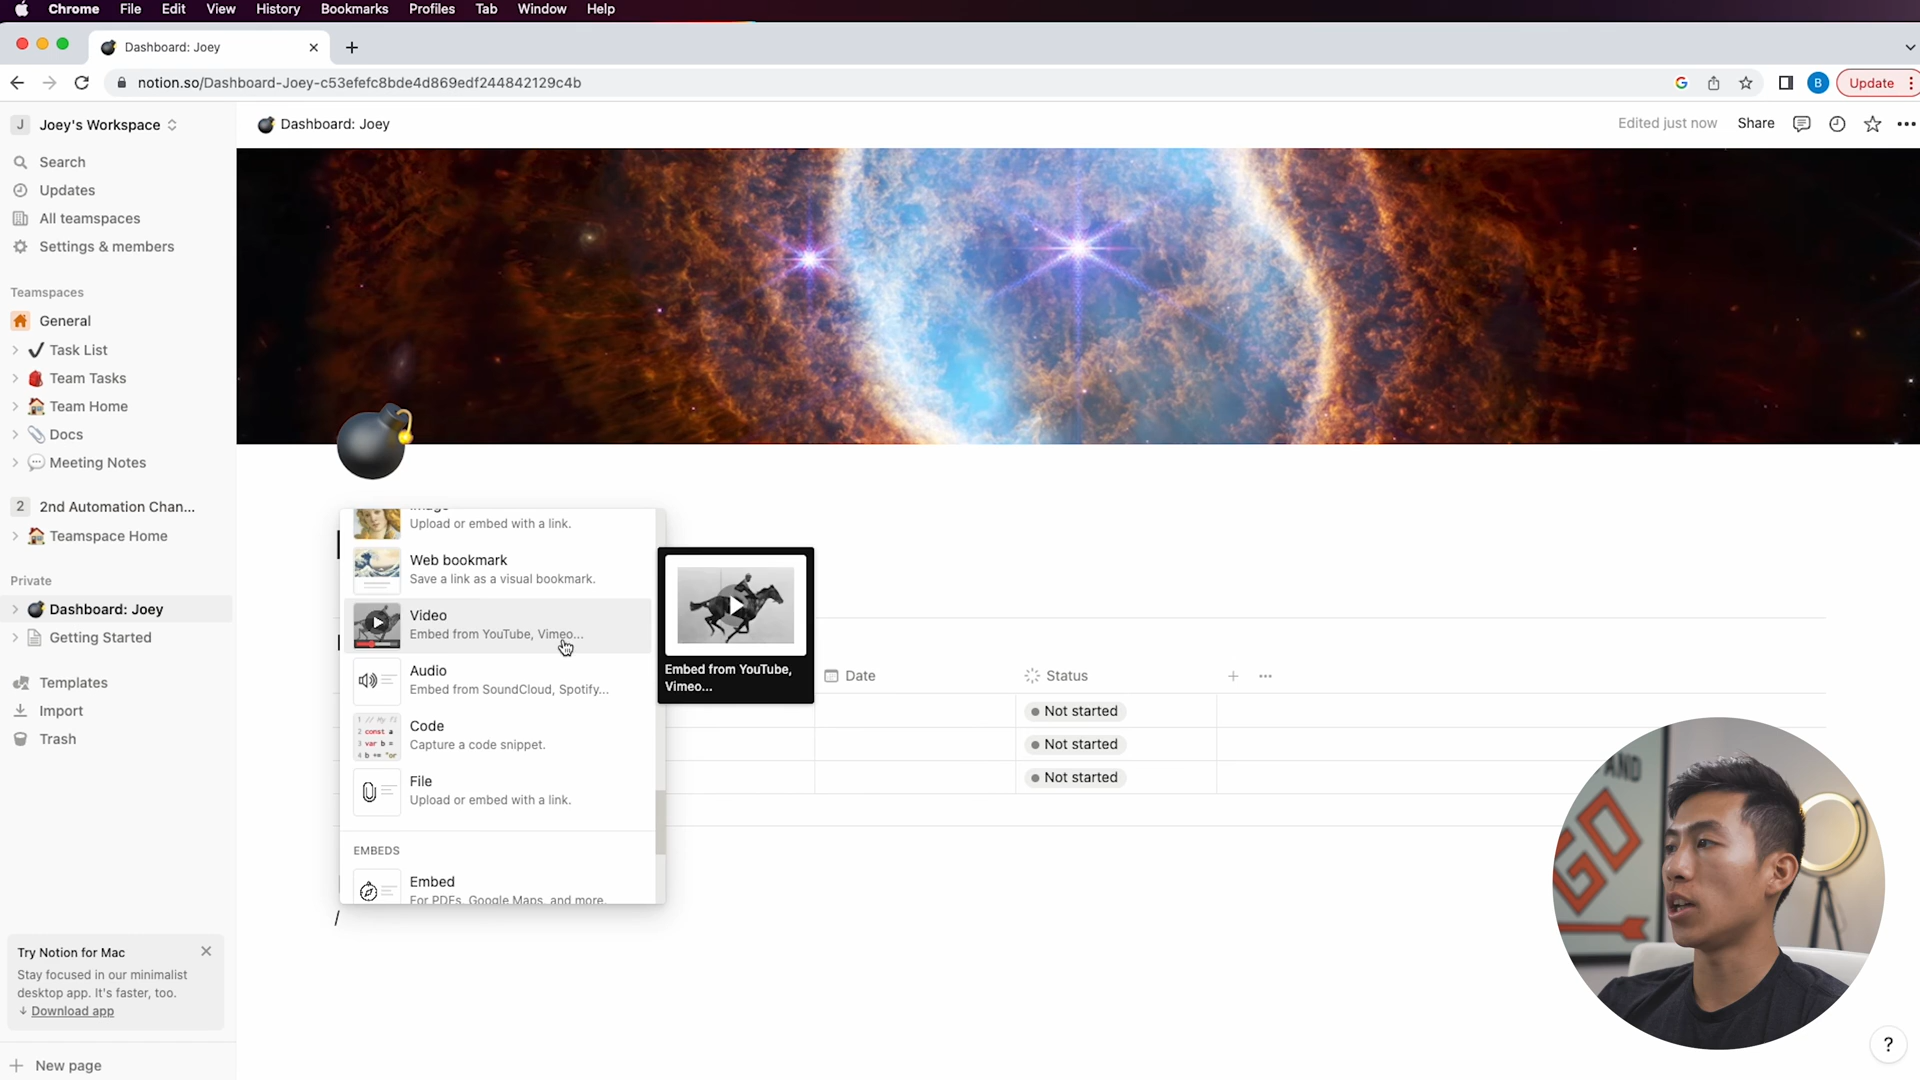 Chrome File Edit View History Bookmarks Profiles Tab Window Help
Dashboard: Joey
notion.so/Dashboard-Joey-c53efefc8bde4d869edf244842129c4b
B
Update
J Joey's Workspace
Dashboard: Joey
Edited just now
Share
Search
Updates
All teamspaces
Settings & members
Teamspaces
General
Task List
Team Tasks
Team Home
Docs
Meeting Notes
2 2nd Automation Chan...
Teamspace Home
Private
Dashboard: Joey
Getting Started
Templates
Import
Trash
Try Notion for Mac
Stay focused in our minimalist
desktop app. It's faster, too.
Download app
New page
Upload or embed with a link.
Web bookmark
Save a link as a visual bookmark.
Video
Embed from YouTube, Vimeo...
Audio
Embed from SoundCloud, Spotify...
Code
Capture a code snippet.
File
Upload or embed with a link.
EMBEDS
Embed
For PDFs, Google Maps, and more.
/
Embed from YouTube,
Vimeo...
Date
Status
Not started
Not started
Not started
AND
GO
?